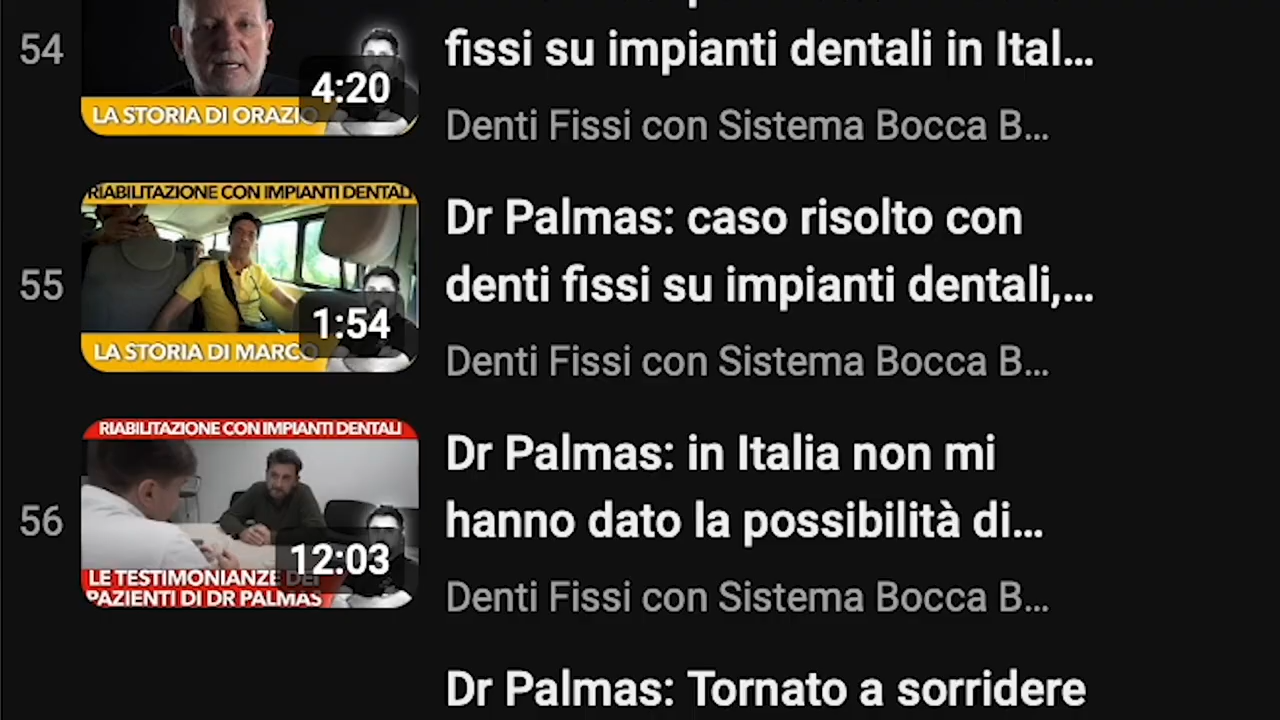 54
4:20
LA STORIA DI ORAZIO
fissi su impianti dentali in Ital...
Denti Fissi con Sistema Bocca B...
55
RIABILITAZIONE CON IMPIANTI DENTALI
1:54
LA STORIA DI MARCO
Dr Palmas: caso risolto con
denti fissi su impianti dentali,...
Denti Fissi con Sistema Bocca B...
56
RIABILITAZIONE CON IMPIANTI DENTALI
12:03
LE TESTIMONIANZE DEI
PAZIENTI DI DR PALMAS
Dr Palmas: in Italia non mi
hanno dato la possibilità di...
Denti Fissi con Sistema Bocca B...
Dr Palmas: Tornato a sorridere